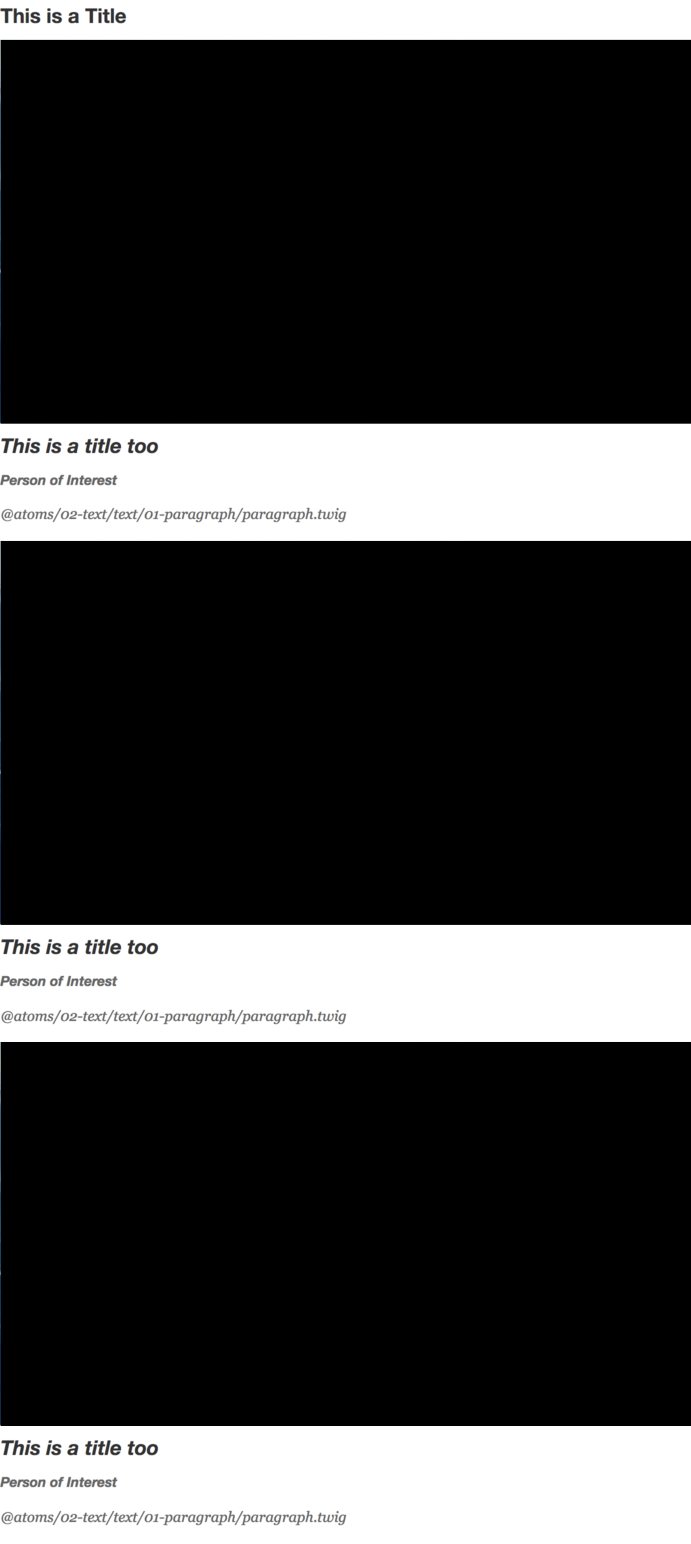 This is a Title
This is a title too
Person of Interest
@atoms/02-text/text/01-paragraph/paragraph.twig
This is a title too
Person of Interest
@atoms/02-text/text/01-paragraph/paragraph.twig
This is a title too
Person of Interest
@atoms/02-text/text/01-paragraph/paragraph.twig